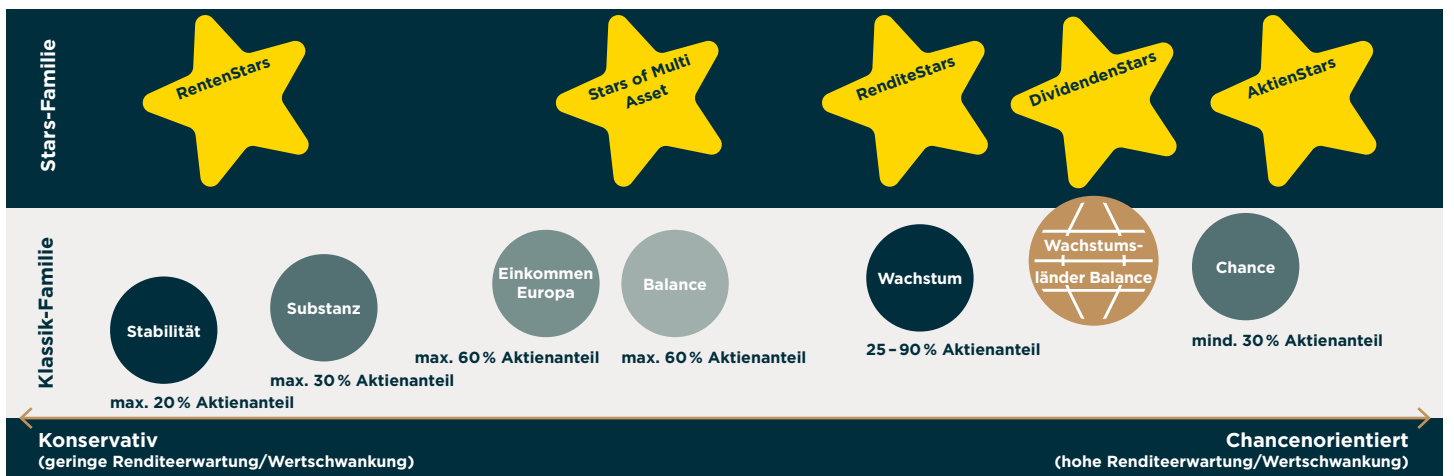 Stars-Familie
RentenStars
Stars of Multi
Asset
RenditeStars
DividendenStars
AktienStars
Klassik-Familie
Stabilität
max. 20 % Aktienanteil
Substanz
max. 30 % Aktienanteil
Einkommen
Europa
max. 60 % Aktienanteil
Balance
max. 60 % Aktienanteil
Wachstum
25 – 90 % Aktienanteil
Wachstums-
länder Balance
Chance
mind. 30 % Aktienanteil
Konservativ
(geringe Renditeerwartung/Wertschwankung)
Chancenorientiert
(hohe Renditeerwartung/Wertschwankung)